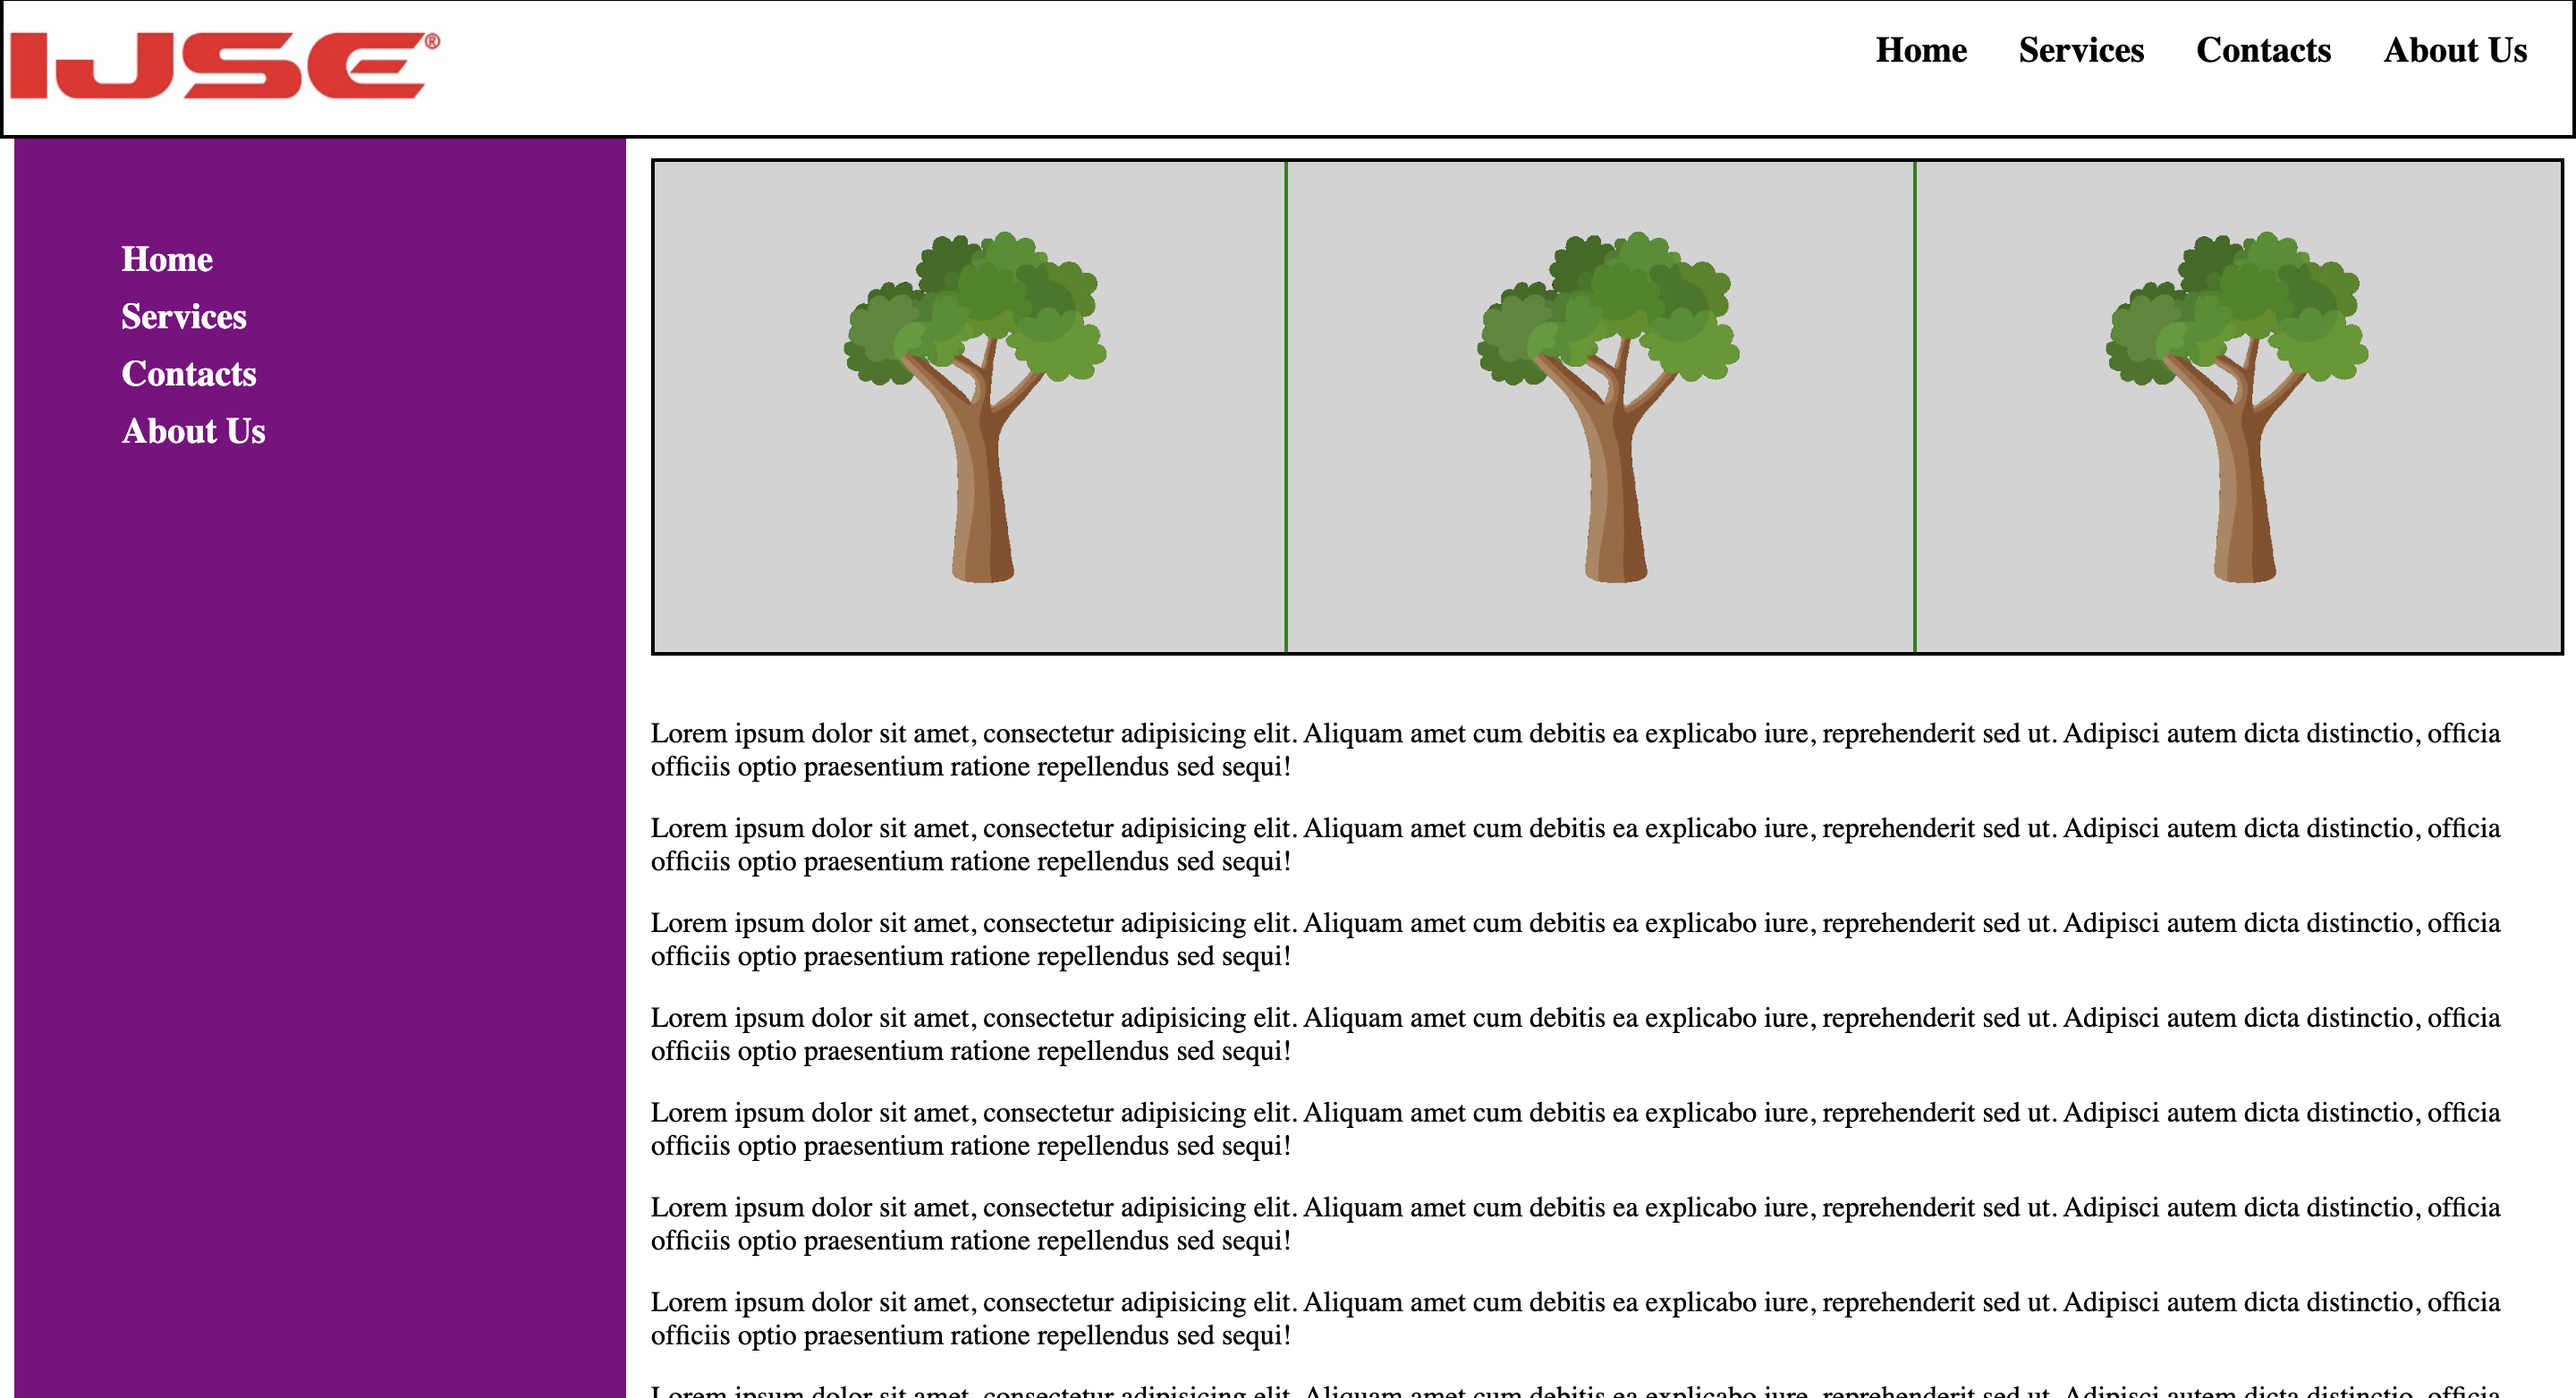 IJSE®
Home Services Contacts About Us
Home
Services
Contacts
About Us
Lorem ipsum dolor sit amet, consectetur adipisicing elit. Aliquam amet cum debitis ea explicabo iure, reprehenderit sed ut. Adipisci autem dicta distinctio, officia
officiis optio praesentium ratione repellendus sed sequi!
Lorem ipsum dolor sit amet, consectetur adipisicing elit. Aliquam amet cum debitis ea explicabo iure, reprehenderit sed ut. Adipisci autem dicta distinctio, officia
officiis optio praesentium ratione repellendus sed sequi!
Lorem ipsum dolor sit amet, consectetur adipisicing elit. Aliquam amet cum debitis ea explicabo iure, reprehenderit sed ut. Adipisci autem dicta distinctio, officia
officiis optio praesentium ratione repellendus sed sequi!
Lorem ipsum dolor sit amet, consectetur adipisicing elit. Aliquam amet cum debitis ea explicabo iure, reprehenderit sed ut. Adipisci autem dicta distinctio, officia
officiis optio praesentium ratione repellendus sed sequi!
Lorem ipsum dolor sit amet, consectetur adipisicing elit. Aliquam amet cum debitis ea explicabo iure, reprehenderit sed ut. Adipisci autem dicta distinctio, officia
officiis optio praesentium ratione repellendus sed sequi!
Lorem ipsum dolor sit amet, consectetur adipisicing elit. Aliquam amet cum debitis ea explicabo iure, reprehenderit sed ut. Adipisci autem dicta distinctio, officia
officiis optio praesentium ratione repellendus sed sequi!
Lorem ipsum dolor sit amet, consectetur adipisicing elit. Aliquam amet cum debitis ea explicabo iure, reprehenderit sed ut. Adipisci autem dicta distinctio, officia
officiis optio praesentium ratione repellendus sed sequi!
Lorem ipsum dolor sit amet, consectetur adipisicing elit. Aliquam amet cum debitis ea explicabo iure, reprehenderit sed ut. Adipisci autem dicta distinctio, officia